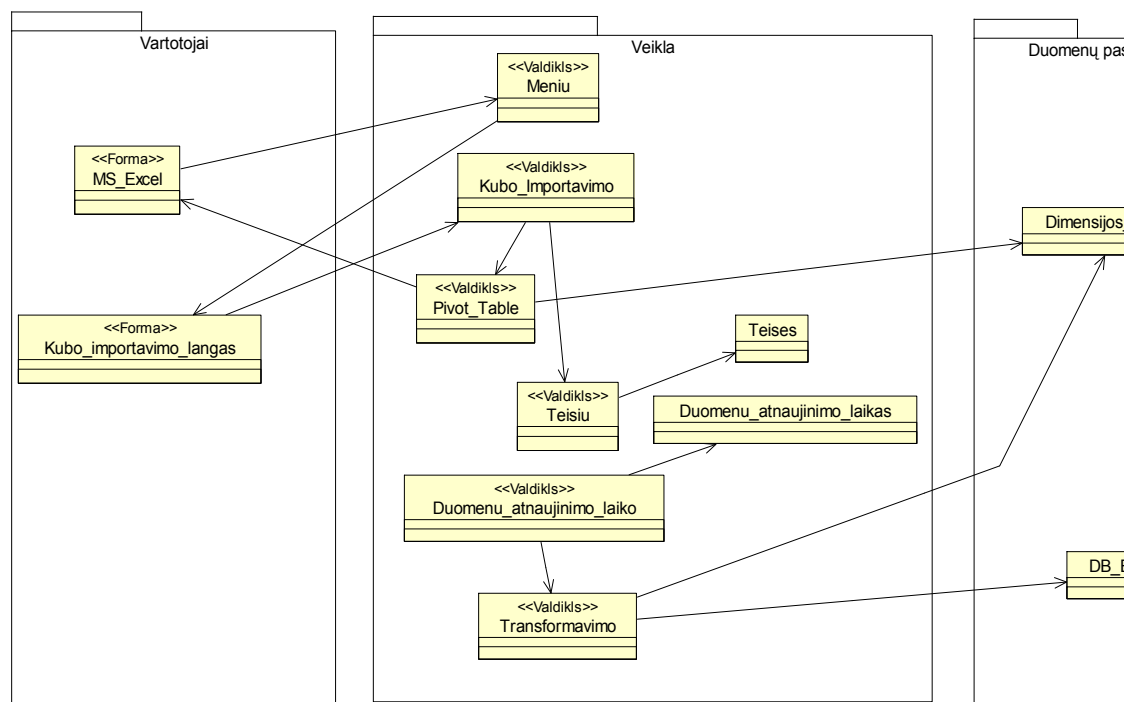 Vartotojai
<<Forma>>
MS_Excel
<<Forma>>
Kubo_importavimo_langas
Veikla
<<Valdikls>>
Meniu
<<Valdikls>>
Kubo_Importavimo
<<Valdikls>>
Pivot_Table
Teises
<<Valdikls>>
Teisiu
Duomenu_atnaujinimo_laikas
<<Valdikls>>
Duomenu_atnaujinimo_laiko
<<Valdikls>>
Transformavimo
Duomenų pas
Dimensijos_
DB_